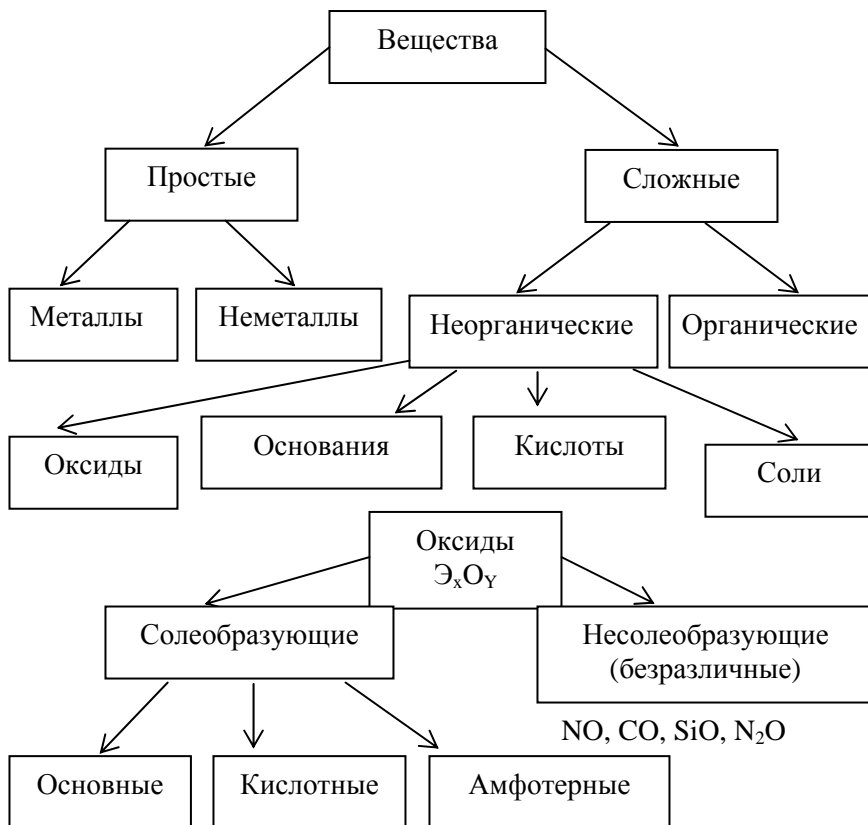 Вещества
Простые
Сложные
Металлы
Неметаллы
Неорганические
Органические
Оксиды
Основания
Кислоты
Соли
Оксиды
ЭₓOᵧ
Солеобразующие
Несолеобразующие
(безразличные)
NO, CO, SiO, N₂O
Основные
Кислотные
Амфотерные